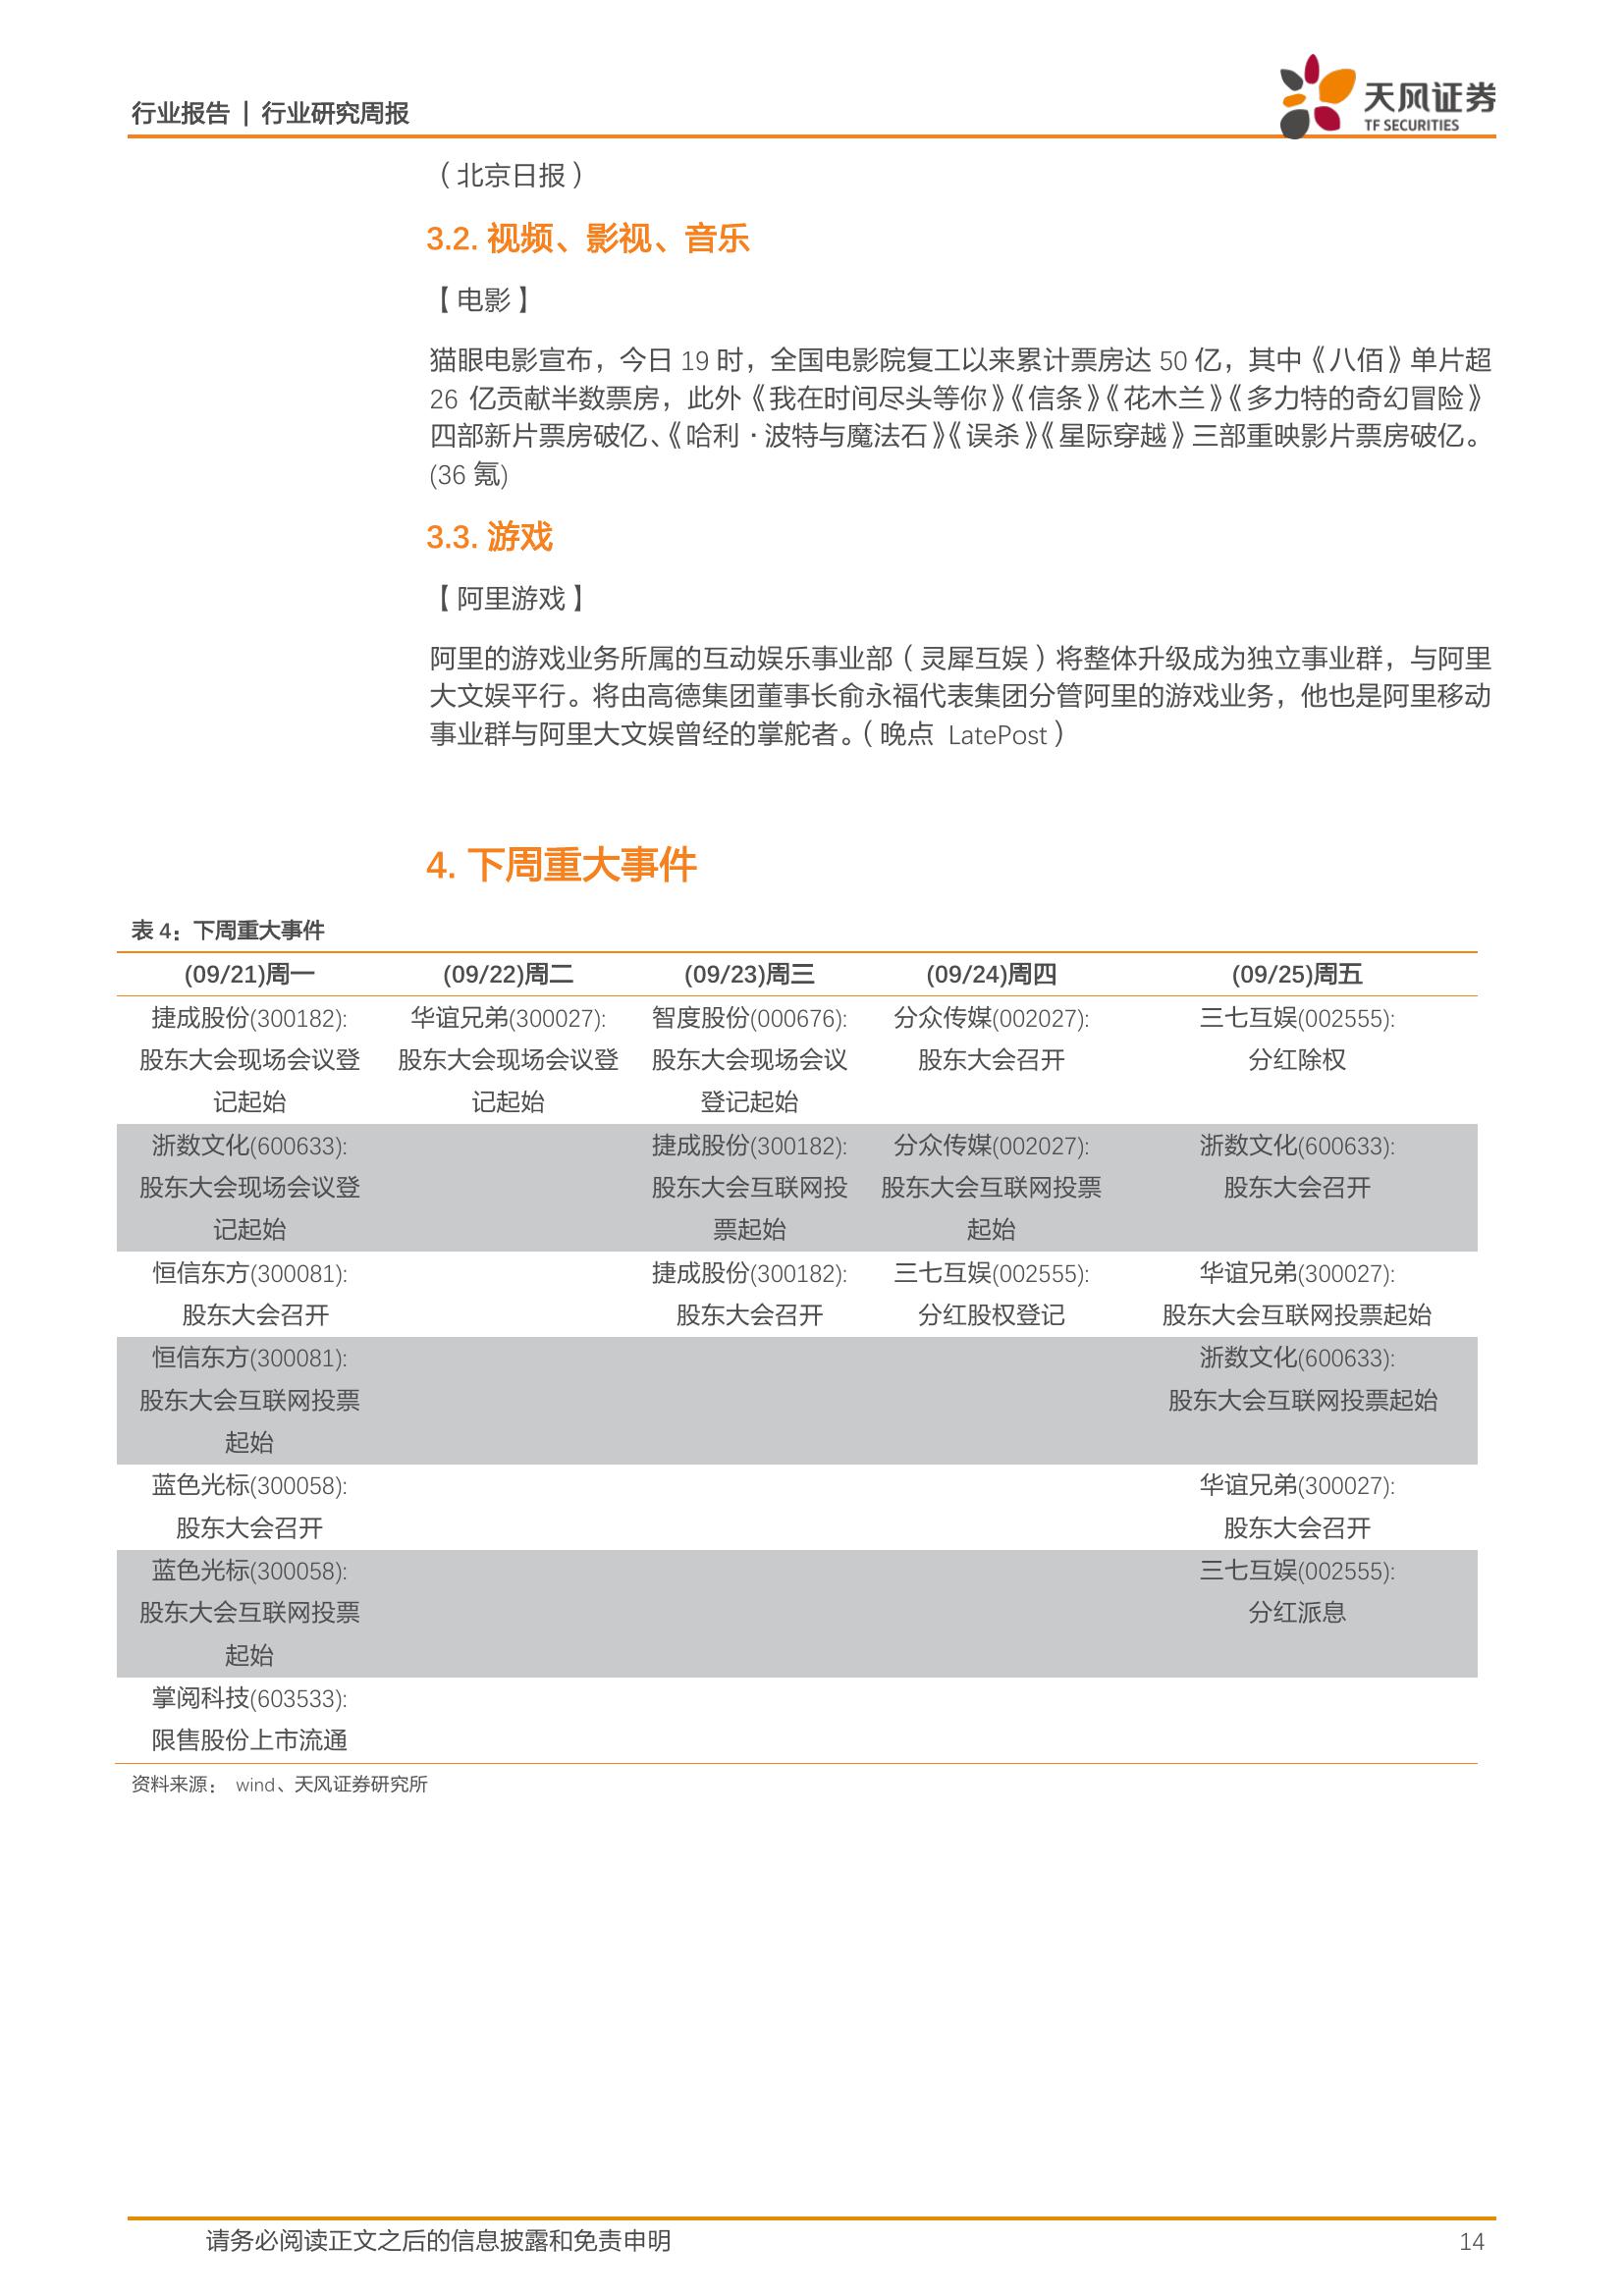 行业报告 | 行业研究周报
天风证券
TF SECURITIES
（北京日报）
3.2. 视频、影视、音乐
【电影】
猫眼电影宣布，今日 19 时，全国电影院复工以来累计票房达 50 亿，其中《八佰》单片超
26 亿贡献半数票房，此外《我在时间尽头等你》《信条》《花木兰》《多力特的奇幻冒险》
四部新片票房破亿、《哈利·波特与魔法石》《误杀》《星际穿越》三部重映影片票房破亿。
(36 氪)
3.3. 游戏
【阿里游戏】
阿里的游戏业务所属的互动娱乐事业部（灵犀互娱）将整体升级成为独立事业群，与阿里
大文娱平行。将由高德集团董事长俞永福代表集团分管阿里的游戏业务，他也是阿里移动
事业群与阿里大文娱曾经的掌舵者。（晚点 LatePost）
4. 下周重大事件
表 4：下周重大事件
(09/21)周一 (09/22)周二 (09/23)周三 (09/24)周四 (09/25)周五
捷成股份(300182): 华谊兄弟(300027): 智度股份(000676): 分众传媒(002027): 三七互娱(002555):
股东大会现场会议登 股东大会现场会议登 股东大会现场会议 股东大会召开 分红除权
记起始 记起始 登记起始
浙数文化(600633): 捷成股份(300182): 分众传媒(002027): 浙数文化(600633):
股东大会现场会议登 股东大会互联网投 股东大会互联网投票 股东大会召开
记起始 票起始 起始
恒信东方(300081): 捷成股份(300182): 三七互娱(002555): 华谊兄弟(300027):
股东大会召开 股东大会召开 分红股权登记 股东大会互联网投票起始
恒信东方(300081): 浙数文化(600633):
股东大会互联网投票 股东大会互联网投票起始
起始
蓝色光标(300058): 华谊兄弟(300027):
股东大会召开 股东大会召开
蓝色光标(300058): 三七互娱(002555):
股东大会互联网投票 分红派息
起始
掌阅科技(603533):
限售股份上市流通
资料来源： wind、天风证券研究所
请务必阅读正文之后的信息披露和免责申明 14